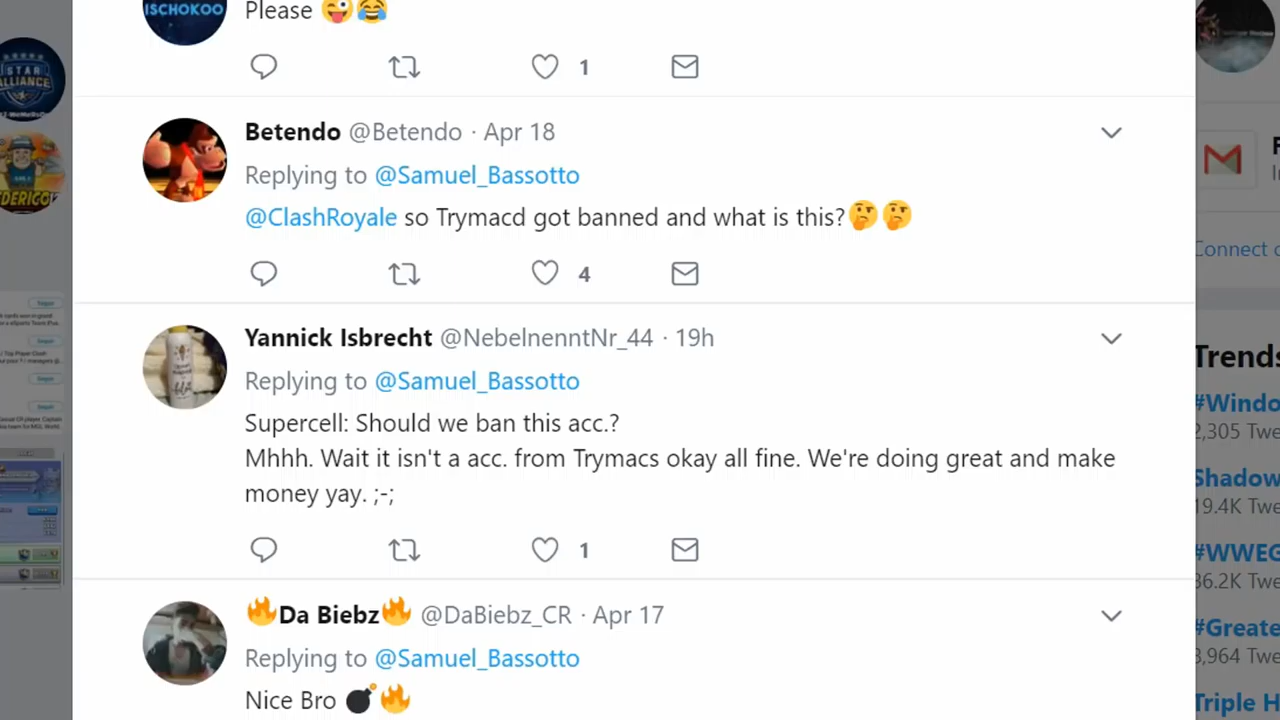 ISCHOKOO
Please 😜😂
1
Betendo @Betendo · Apr 18
Replying to @Samuel_Bassotto
@ClashRoyale so Trymacd got banned and what is this?🤔🤔
4
Yannick Isbrecht @NebelnenntNr_44 · 19h
Replying to @Samuel_Bassotto
Supercell: Should we ban this acc.?
Mhhh. Wait it isn't a acc. from Trymacs okay all fine. We're doing great and make
money yay. ;-;
1
🔥Da Biebz🔥 @DaBiebz_CR · Apr 17
Replying to @Samuel_Bassotto
Nice Bro 💣🔥
STAR
ALLIANCE
DERICO
Connect
Trends
#Windo
2,305 Twe
Shadow
19.4K Twe
#WWEG
36.2K Twe
#Greate
3,964 Twe
Triple H